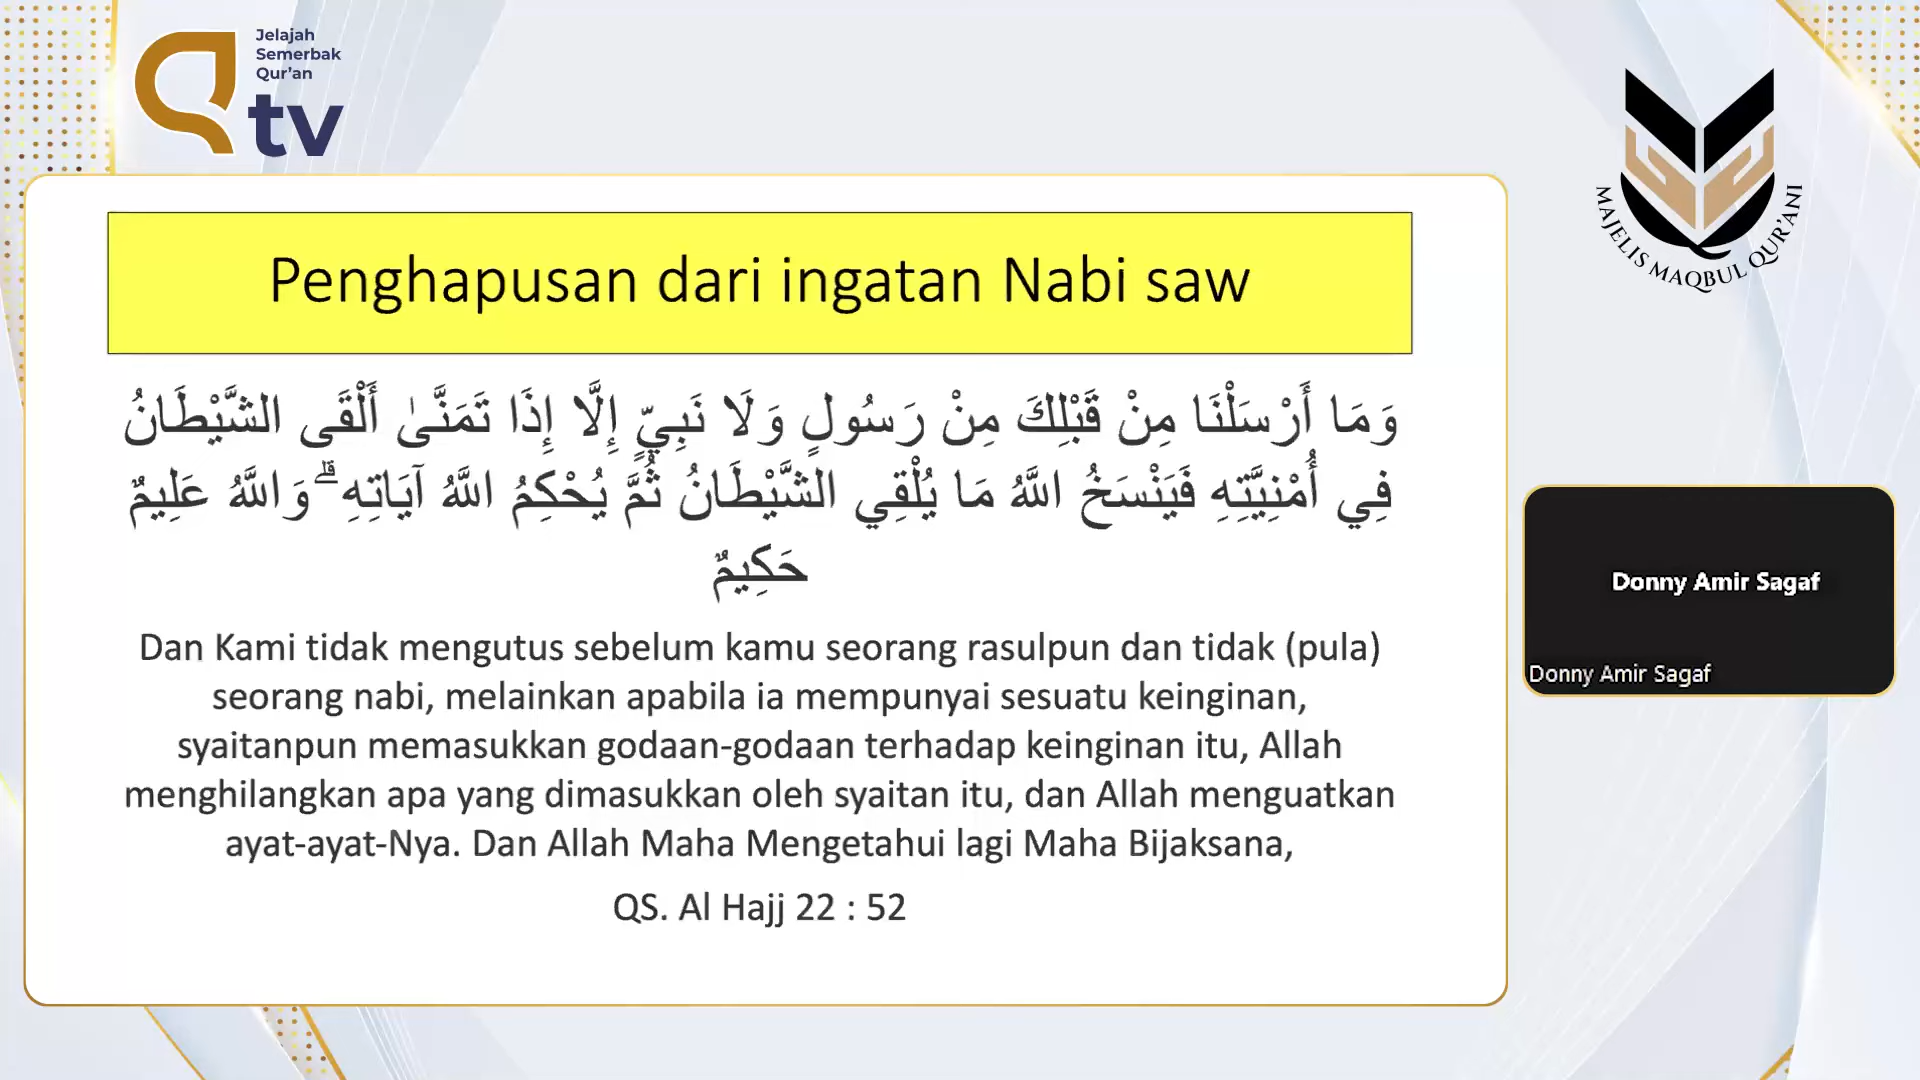 Jelajah
Semerbak
Qur'an
tv
MAJELIS MAQBUL QUR'ANI
Penghapusan dari ingatan Nabi saw
وَمَا أَرْسَلْنَا مِنْ قَبْلِكَ مِنْ رَسُولٍ وَلَا نَبِيٍّ إِلَّا إِذَا تَمَنَّىٰ أَلْقَى الشَّيْطَانُ
فِي أُمْنِيَّتِهِ فَيَنْسَخُ اللَّهُ مَا يُلْقِي الشَّيْطَانُ ثُمَّ يُحْكِمُ اللَّهُ آيَاتِهِ ۗ وَاللَّهُ عَلِيمٌ
حَكِيمٌ
Dan Kami tidak mengutus sebelum kamu seorang rasulpun dan tidak (pula)
seorang nabi, melainkan apabila ia mempunyai sesuatu keinginan,
syaitanpun memasukkan godaan-godaan terhadap keinginan itu, Allah
menghilangkan apa yang dimasukkan oleh syaitan itu, dan Allah menguatkan
ayat-ayat-Nya. Dan Allah Maha Mengetahui lagi Maha Bijaksana,
QS. Al Hajj 22 : 52
Donny Amir Sagaf
Donny Amir Sagaf